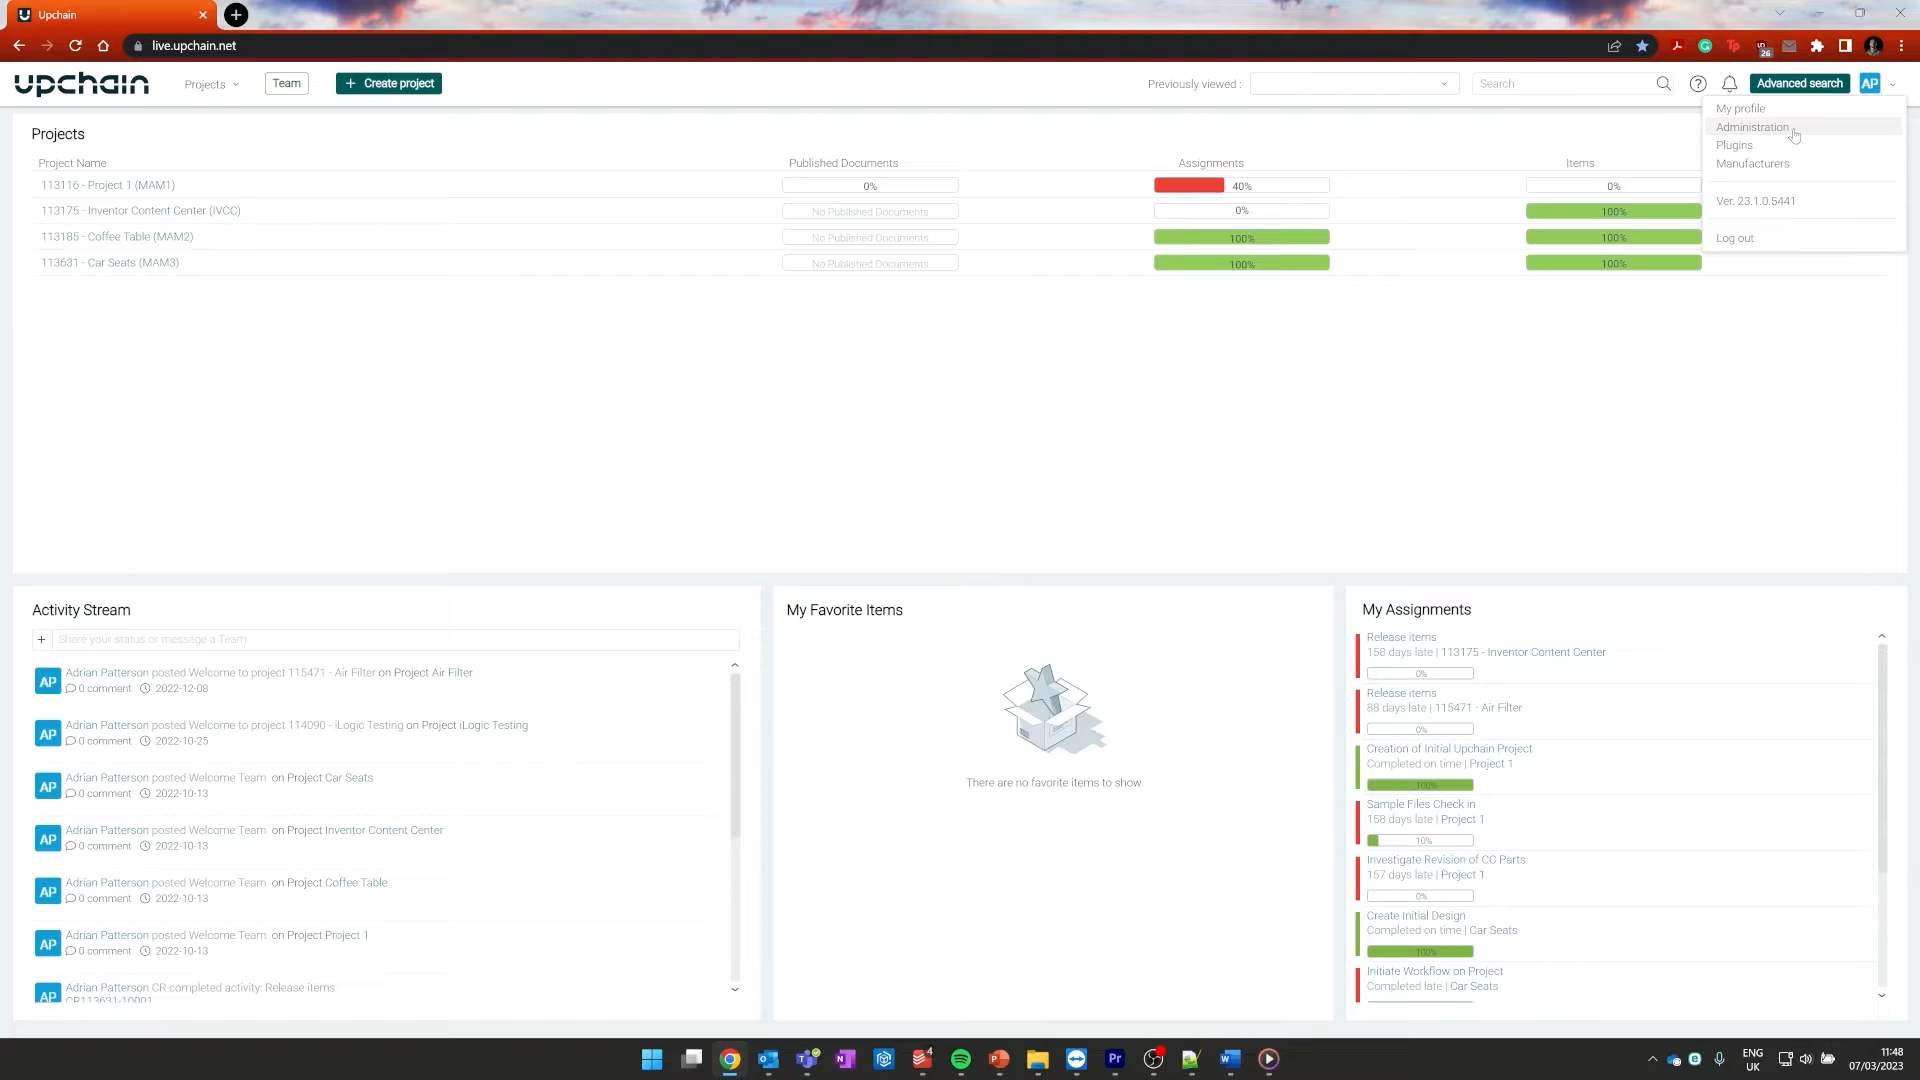 Upchain
live.upchain.net
26
upchain
Projects
Team
+ Create project
Previously viewed :
Search
Advanced search
AP
My profile
Administration
Plugins
Manufacturers
Ver. 23.1.0.5441
Log out
Projects
Project Name Published Documents Assignments Items
113116 - Project 1 (MAM1) 0% 40% 0%
113175 - Inventor Content Center (IVCC) No Published Documents 0% 100%
113185 - Coffee Table (MAM2) No Published Documents 100% 100%
113631 - Car Seats (MAM3) No Published Documents 100% 100%
Activity Stream
+ Share your status or message a Team
AP Adrian Patterson posted Welcome to project 115471 - Air Filter on Project Air Filter
0 comment 2022-12-08
AP Adrian Patterson posted Welcome to project 114090 - iLogic Testing on Project iLogic Testing
0 comment 2022-10-25
AP Adrian Patterson posted Welcome Team on Project Car Seats
0 comment 2022-10-13
AP Adrian Patterson posted Welcome Team on Project Inventor Content Center
0 comment 2022-10-13
AP Adrian Patterson posted Welcome Team on Project Coffee Table
0 comment 2022-10-13
AP Adrian Patterson posted Welcome Team on Project Project 1
0 comment 2022-10-13
AP Adrian Patterson CR completed activity: Release items
CR113631-10001
My Favorite Items
There are no favorite items to show.
My Assignments
Release items
158 days late | 113175 - Inventor Content Center
0%
Release items
88 days late | 115471 - Air Filter
0%
Creation of Initial Upchain Project
Completed on time | Project 1
100%
Sample Files Check in
158 days late | Project 1
10%
Investigate Revision of CC Parts
157 days late | Project 1
0%
Create Initial Design
Completed on time | Car Seats
100%
Initiate Workflow on Project
Completed late | Car Seats
4
Pr
ENG
UK
11:48
07/03/2023